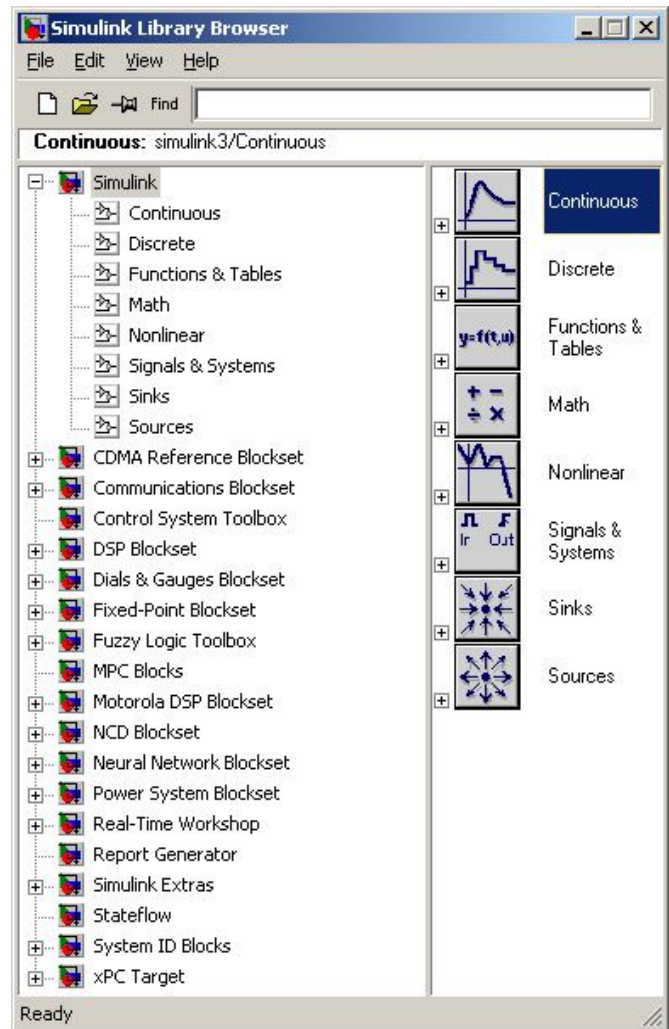 Simulink Library Browser
File Edit View Help
Find
Continuous: simulink3/Continuous
Simulink
Continuous
Discrete
Functions & Tables
Math
Nonlinear
Signals & Systems
Sinks
Sources
CDMA Reference Blockset
Communications Blockset
Control System Toolbox
DSP Blockset
Dials & Gauges Blockset
Fixed-Point Blockset
Fuzzy Logic Toolbox
MPC Blocks
Motorola DSP Blockset
NCD Blockset
Neural Network Blockset
Power System Blockset
Real-Time Workshop
Report Generator
Simulink Extras
Stateflow
System ID Blocks
xPC Target
Continuous
Discrete
y=f(t,u)
Functions &
Tables
+ -
÷ ×
Math
Nonlinear
In Out
Signals &
Systems
Sinks
Sources
Ready